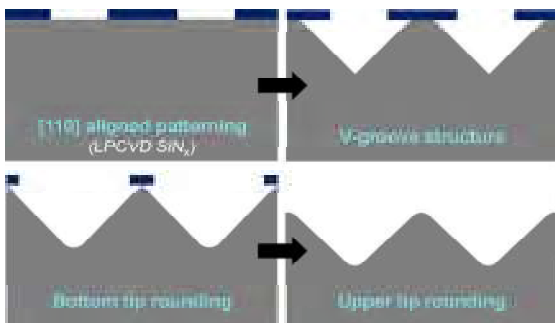 [110] aligned patterning
(LPCVD SiNx)
V-groove structure
Bottom tip rounding
Upper tip rounding